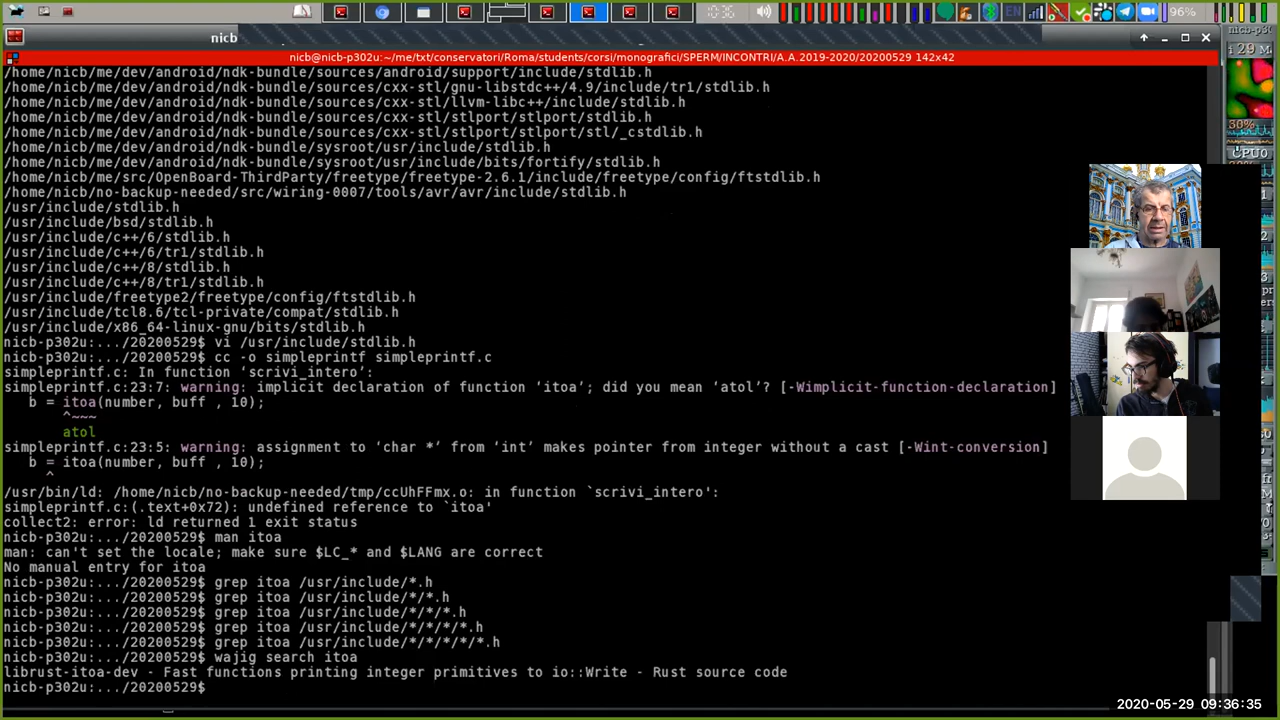 EN
96%
nicb
nicb@nicb-p302u:~/me/txt/conservatori/Roma/students/corsi/monografici/SPERM/INCONTRI/A.A.2019-2020/20200529 142x42
/home/nicb/me/dev/android/ndk-bundle/sources/android/support/include/stdlib.h
/home/nicb/me/dev/android/ndk-bundle/sources/cxx-stl/gnu-libstdc++/4.9/include/tr1/stdlib.h
/home/nicb/me/dev/android/ndk-bundle/sources/cxx-stl/llvm-libc++/include/stdlib.h
/home/nicb/me/dev/android/ndk-bundle/sources/cxx-stl/stlport/stlport/stdlib.h
/home/nicb/me/dev/android/ndk-bundle/sources/cxx-stl/stlport/stlport/stl/_cstdlib.h
/home/nicb/me/dev/android/ndk-bundle/sysroot/usr/include/stdlib.h
/home/nicb/me/dev/android/ndk-bundle/sysroot/usr/include/bits/fortify/stdlib.h
/home/nicb/me/src/OpenBoard-ThirdParty/freetype/freetype-2.6.1/include/freetype/config/ftstdlib.h
/home/nicb/no-backup-needed/src/wiring-0007/tools/avr/avr/include/stdlib.h
/usr/include/stdlib.h
/usr/include/bsd/stdlib.h
/usr/include/c++/6/stdlib.h
/usr/include/c++/6/tr1/stdlib.h
/usr/include/c++/8/stdlib.h
/usr/include/c++/8/tr1/stdlib.h
/usr/include/freetype2/freetype/config/ftstdlib.h
/usr/include/tcl8.6/tcl-private/compat/stdlib.h
/usr/include/x86_64-linux-gnu/bits/stdlib.h
nicb-p302u:.../20200529$ vi /usr/include/stdlib.h
nicb-p302u:.../20200529$ cc -o simpleprintf simpleprintf.c
simpleprintf.c: In function ‘scrivi_intero’:
simpleprintf.c:23:7: warning: implicit declaration of function ‘itoa’; did you mean ‘atol’? [-Wimplicit-function-declaration]
b = itoa(number, buff , 10);
^~~~
atol
simpleprintf.c:23:5: warning: assignment to ‘char *’ from ‘int’ makes pointer from integer without a cast [-Wint-conversion]
b = itoa(number, buff , 10);
^
/usr/bin/ld: /home/nicb/no-backup-needed/tmp/ccUhFFmx.o: in function `scrivi_intero':
simpleprintf.c:(.text+0x72): undefined reference to `itoa'
collect2: error: ld returned 1 exit status
nicb-p302u:.../20200529$ man itoa
man: can't set the locale; make sure $LC_* and $LANG are correct
No manual entry for itoa
nicb-p302u:.../20200529$ grep itoa /usr/include/*.h
nicb-p302u:.../20200529$ grep itoa /usr/include/*/*.h
nicb-p302u:.../20200529$ grep itoa /usr/include/*/*/*.h
nicb-p302u:.../20200529$ grep itoa /usr/include/*/*/*/*.h
nicb-p302u:.../20200529$ grep itoa /usr/include/*/*/*/*/*.h
nicb-p302u:.../20200529$ wajig search itoa
librust-itoa-dev - Fast functions printing integer primitives to io::Write - Rust source code
nicb-p302u:.../20200529$
30%
CPU0
2020-05-29 09:36:35